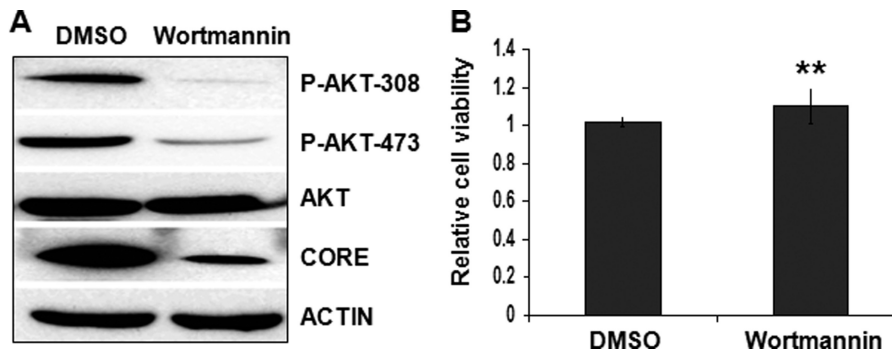 A
DMSO Wortmannin
P-AKT-308
P-AKT-473
AKT
CORE
ACTIN
B
Relative cell viability
1.4
1.2
1
0.8
0.6
0.4
0.2
0
**
DMSO Wortmannin